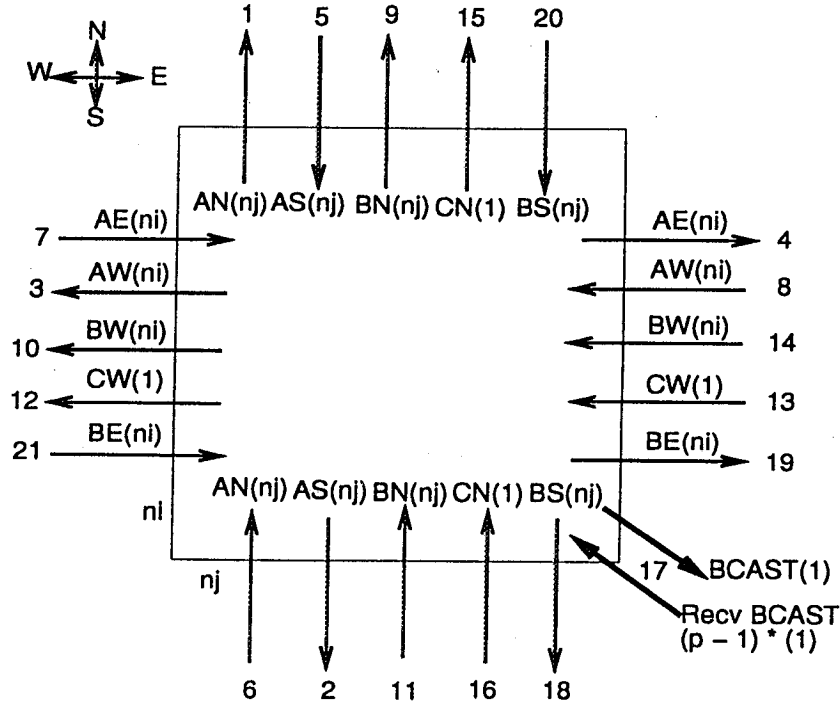 1 5 9 15 20
N
W E
S
AN(nj) AS(nj) BN(nj) CN(1) BS(nj)
7 AE(ni) AE(ni) 4
3 AW(ni) AW(ni) 8
10 BW(ni) BW(ni) 14
12 CW(1) CW(1) 13
21 BE(ni) BE(ni) 19
AN(nj) AS(nj) BN(nj) CN(1) BS(nj)
ni
nj
17 BCAST(1)
Recv BCAST
(p – 1) * (1)
6 2 11 16 18